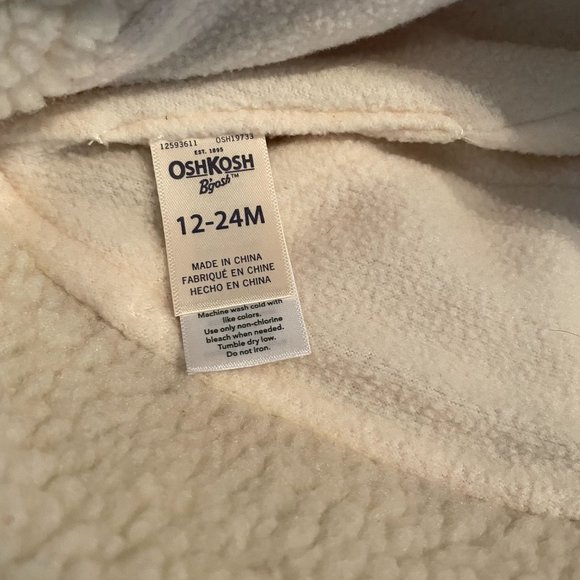 12593611 OSH19733
EST. 1895
OSHKOSH
B'gosh™
12-24M
MADE IN CHINA
FABRIQUÉ EN CHINE
HECHO EN CHINA
Machine wash cold with
like colors.
Use only non-chlorine
bleach when needed.
Tumble dry low.
Do not iron.